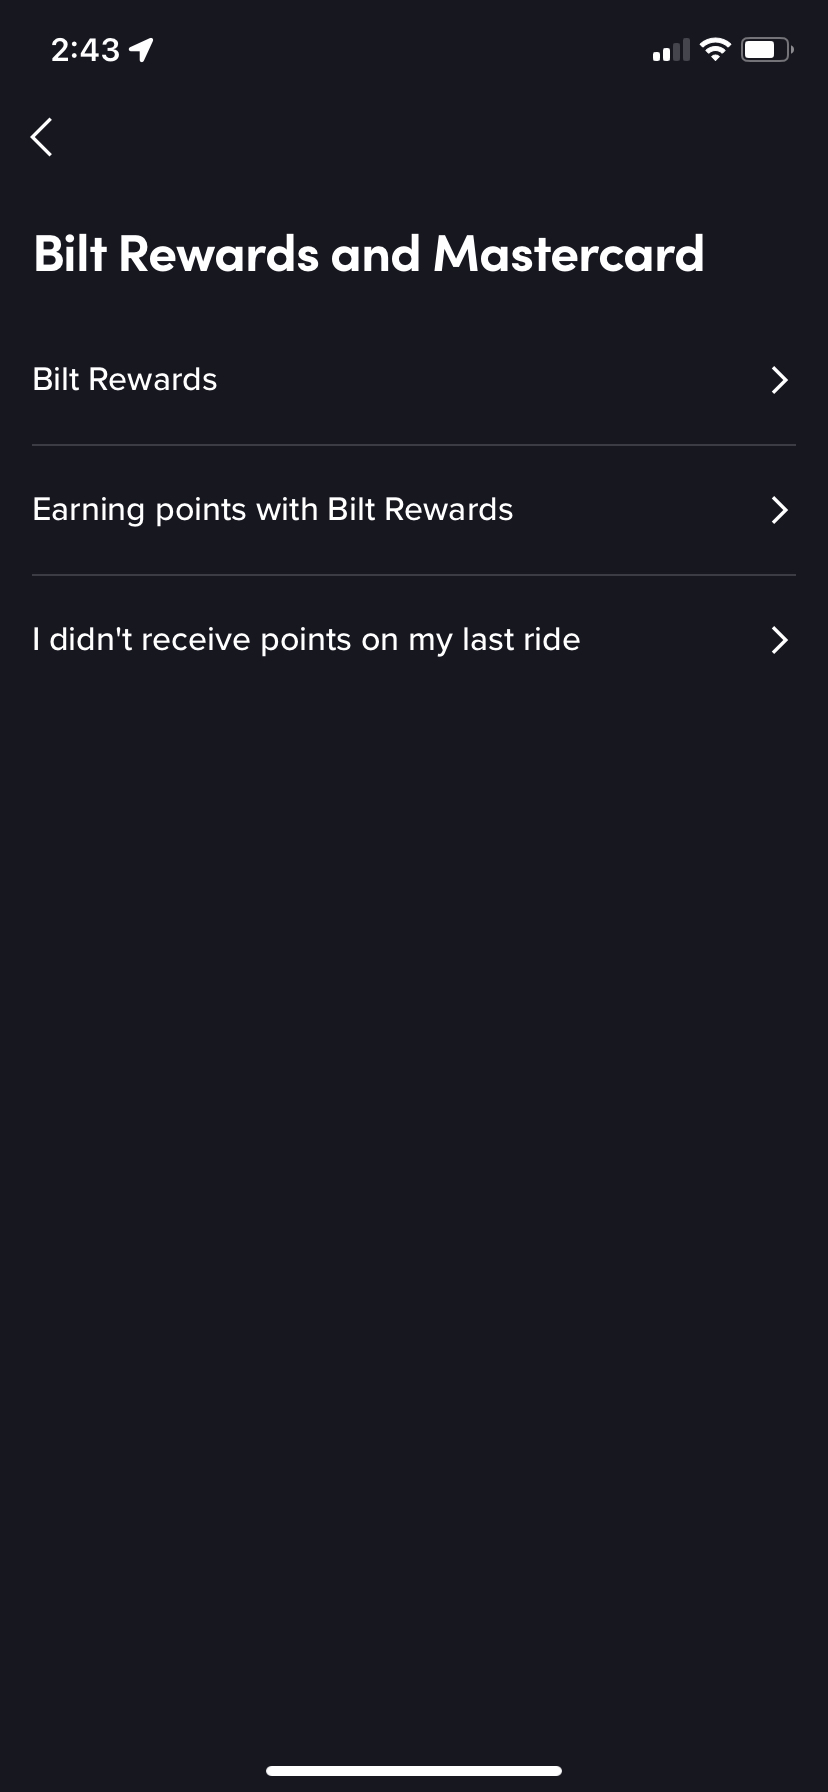 2:43
Bilt Rewards and Mastercard
Bilt Rewards
Earning points with Bilt Rewards
I didn't receive points on my last ride